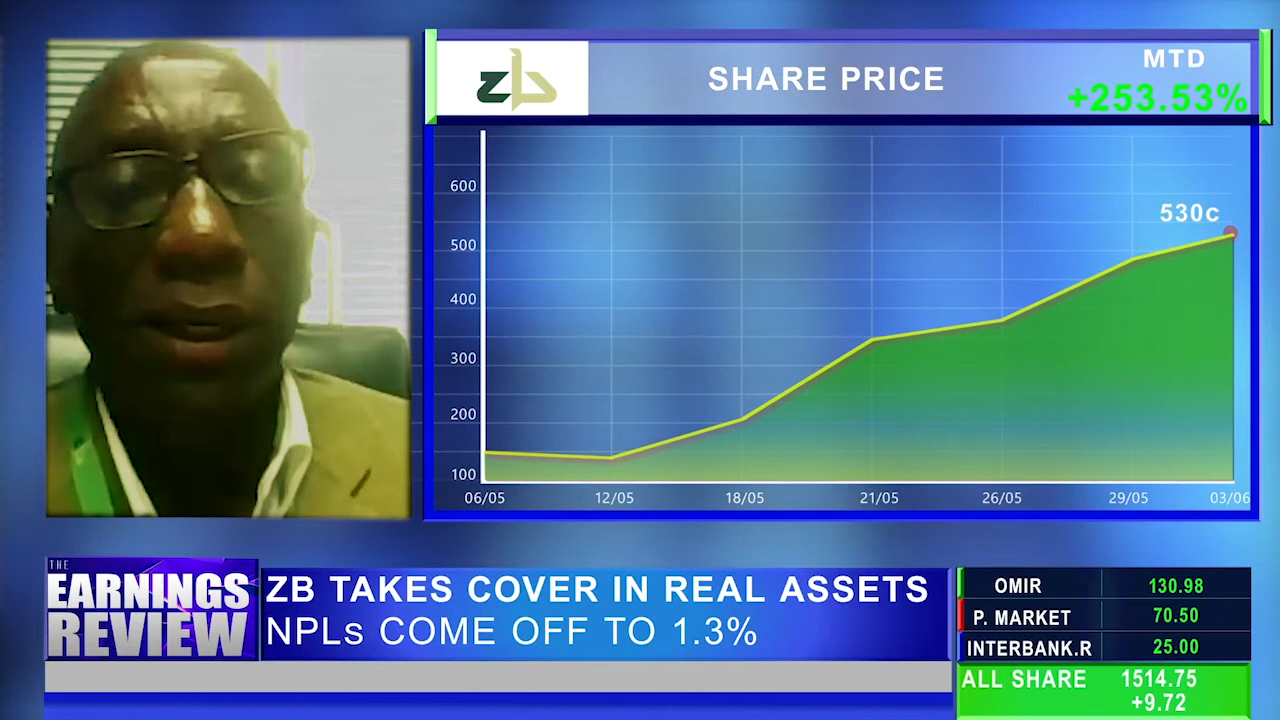 zb
SHARE PRICE
MTD
+253.53%
530c
600
500
400
300
200
100
06/05
12/05
18/05
21/05
26/05
29/05
03/06
THE
EARNINGS
REVIEW
ZB TAKES COVER IN REAL ASSETS
NPLs COME OFF TO 1.3%
OMIR 130.98
P. MARKET 70.50
INTERBANK.R 25.00
ALL SHARE 1514.75
+9.72